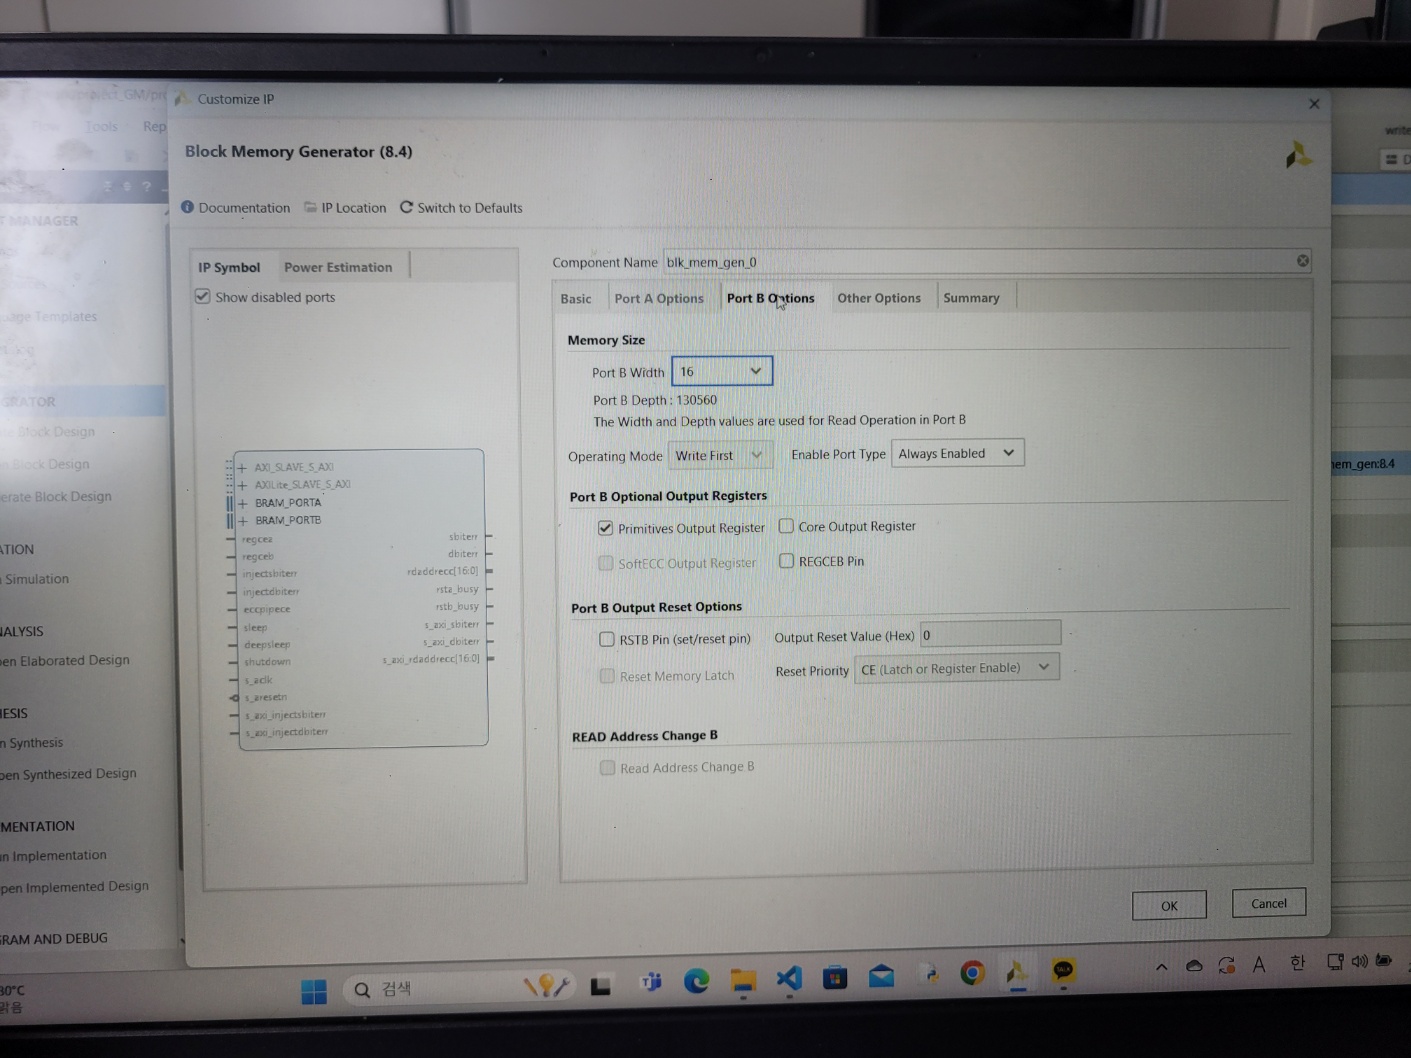 Customize IP
Block Memory Generator (8.4)
Documentation IP Location Switch to Defaults
IP Symbol Power Estimation
Show disabled ports
AXI_SLAVE_S_AXI
AXILite_SLAVE_S_AXI
BRAM_PORTA
BRAM_PORTB
regcea
regceb
injectsbiterr
injectdbiterr
eccpipece
sleep
deepsleep
shutdown
s_aclk
s_aresetn
s_axi_injectsbiterr
s_axi_injectdbiterr
sbiterr
dbiterr
rdaddrecc[16:0]
rsta_busy
rstb_busy
s_axi_sbiterr
s_axi_dbiterr
s_axi_rdaddrecc[16:0]
Component Name blk_mem_gen_0
Basic Port A Options Port B Options Other Options Summary
Memory Size
Port B Width 16
Port B Depth : 130560
The Width and Depth values are used for Read Operation in Port B
Operating Mode Write First Enable Port Type Always Enabled
Port B Optional Output Registers
Primitives Output Register Core Output Register
SoftECC Output Register REGCEB Pin
Port B Output Reset Options
RSTB Pin (set/reset pin) Output Reset Value (Hex) 0
Reset Memory Latch Reset Priority CE (Latch or Register Enable)
READ Address Change B
Read Address Change B
OK Cancel
Tools Rep
MANAGER
age Templates
GRATOR
Block Design
Block Design
erate Block Design
ATION
Simulation
NALYSIS
en Elaborated Design
ESIS
n Synthesis
pen Synthesized Design
MENTATION
n Implementation
pen Implemented Design
RAM AND DEBUG
write
mem_gen:8.4
30°C
맑음
검색
TALK
A 한